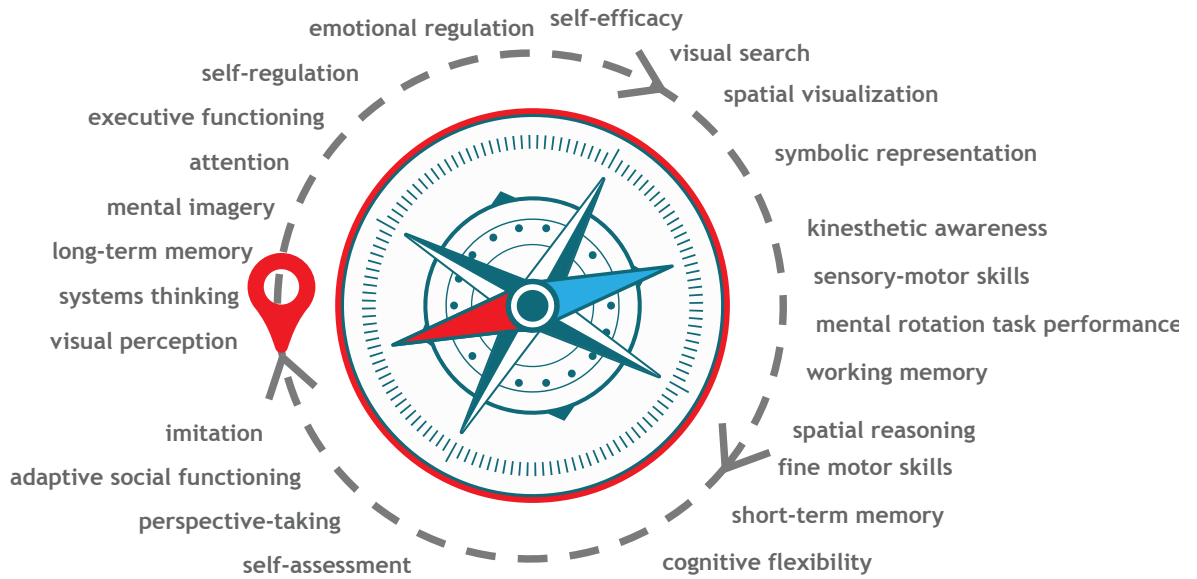 emotional regulation
self-efficacy
visual search
spatial visualization
symbolic representation
kinesthetic awareness
sensory-motor skills
mental rotation task performance
working memory
spatial reasoning
fine motor skills
short-term memory
cognitive flexibility
self-assessment
perspective-taking
adaptive social functioning
imitation
visual perception
systems thinking
long-term memory
mental imagery
attention
executive functioning
self-regulation